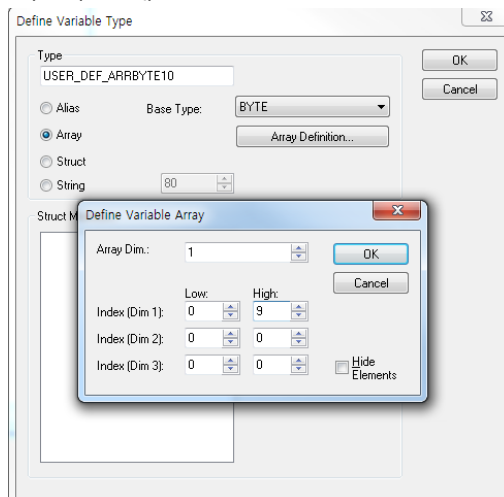 Define Variable Type
Type
OK
USER_DEF_ARRBYTE10
Cancel
Alias
Base Type:
BYTE
Array
Array Definition...
Struct
String
80
Struct M
Define Variable Array
Array Dim.:
1
OK
Cancel
Low:
High:
Index (Dim 1):
0
9
Index (Dim 2):
0
0
Index (Dim 3):
0
0
Hide
Elements